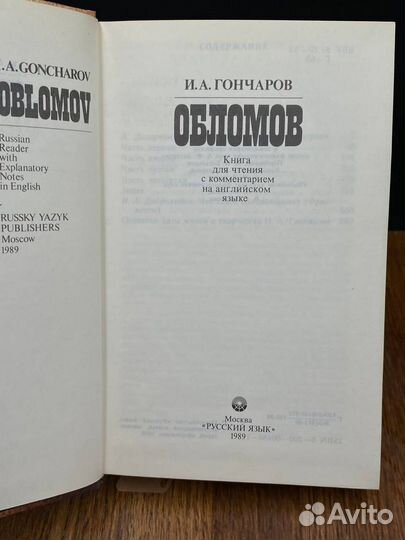 I.A.GONCHAROV
OBLOMOV
Russian
Reader
with
Explanatory
Notes
in English
RUSSKY YAZYK
PUBLISHERS
Moscow
1989
И.А.ГОНЧАРОВ
ОБЛОМОВ
Книга
для чтения
с комментарием
на английском
языке
Москва
«РУССКИЙ ЯЗЫК»
1989
Avito